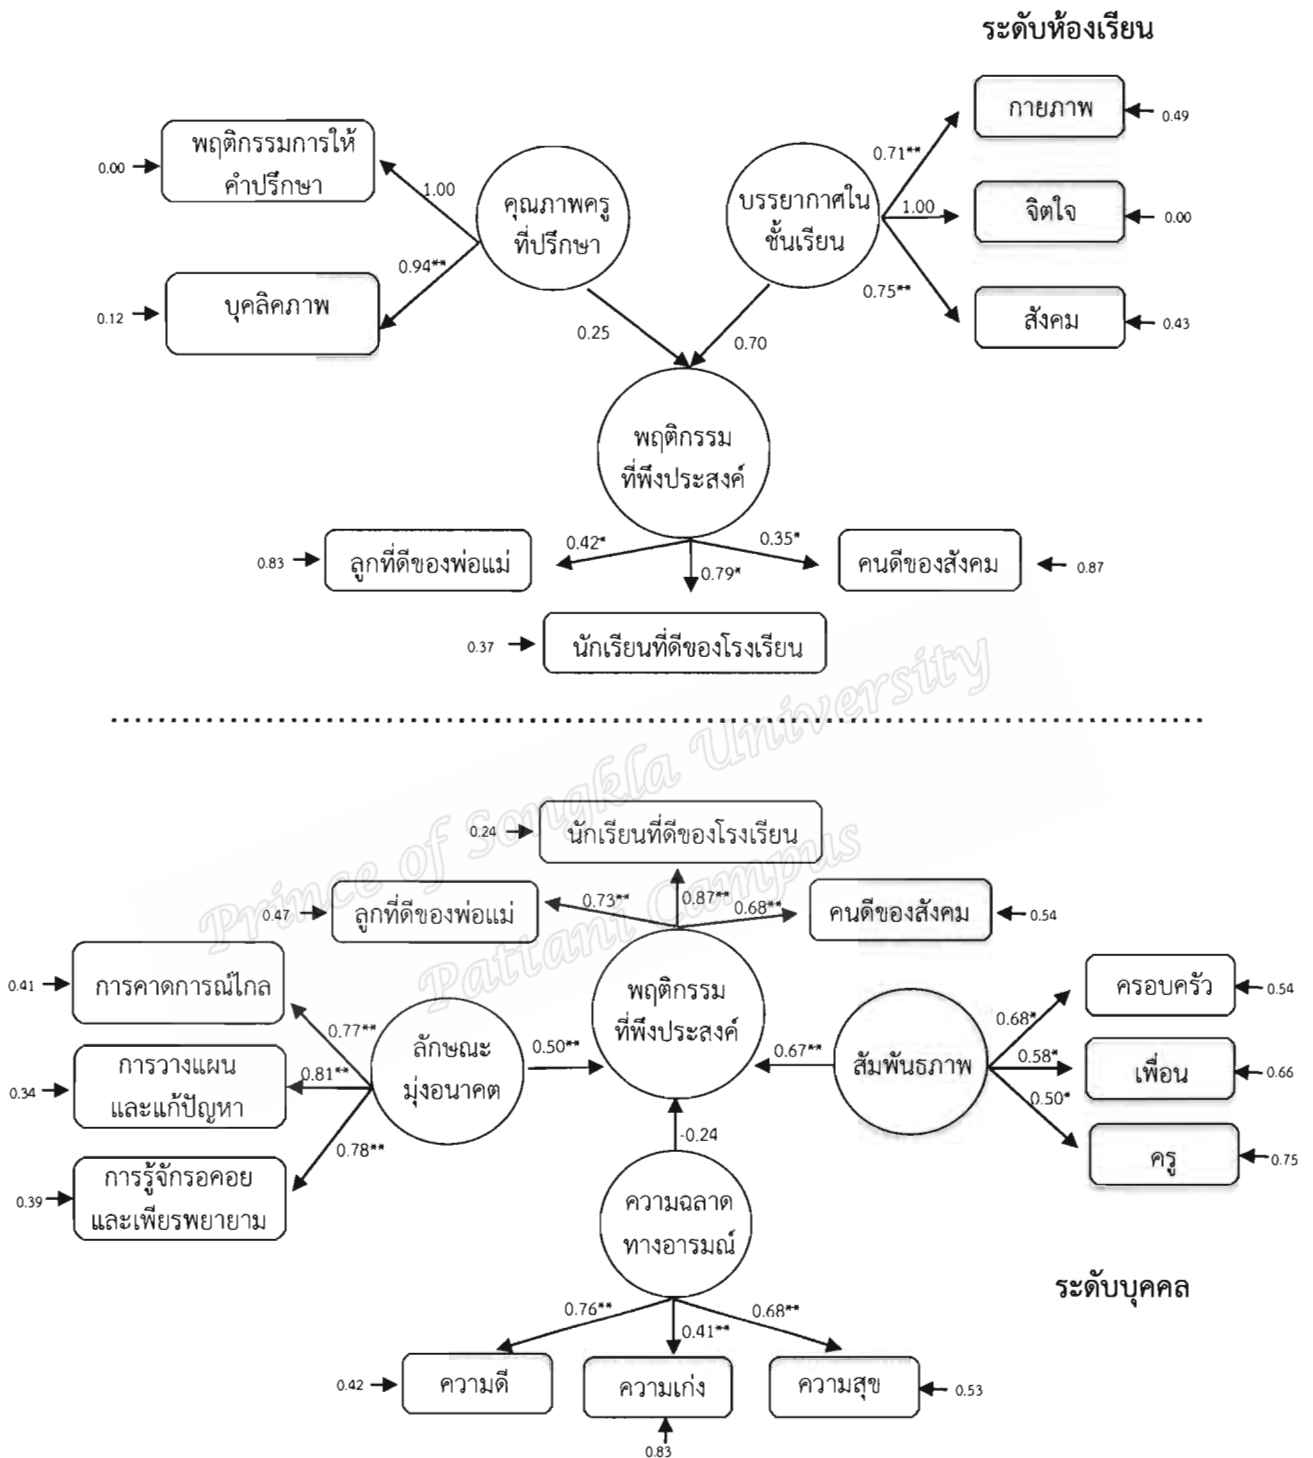 ระดับห้องเรียน
กายภาพ
0.49
พฤติกรรมการให้
คำปรึกษา
0.00
1.00
คุณภาพครู
ที่ปรึกษา
บรรยากาศใน
ชั้นเรียน
0.71**
1.00
จิตใจ
0.00
0.94**
บุคลิคภาพ
0.12
0.75**
สังคม
0.43
0.25
0.70
พฤติกรรม
ที่พึงประสงค์
0.83
ลูกที่ดีของพ่อแม่
0.42*
0.79*
0.35*
คนดีของสังคม
0.87
0.37
นักเรียนที่ดีของโรงเรียน
Prince of Songkla University
Pattani Campus
0.24
นักเรียนที่ดีของโรงเรียน
0.47
ลูกที่ดีของพ่อแม่
0.73**
0.87**
0.68**
คนดีของสังคม
0.54
0.41
การคาดการณ์ไกล
0.77**
ลักษณะ
มุ่งอนาคต
0.50**
พฤติกรรม
ที่พึงประสงค์
0.67**
สัมพันธภาพ
0.68*
ครอบครัว
0.54
0.34
การวางแผน
และแก้ปัญหา
0.81**
0.58*
เพื่อน
0.66
0.50*
ครู
0.75
0.78**
0.39
การรู้จักรอคอย
และเพียรพยายาม
-0.24
ความฉลาด
ทางอารมณ์
ระดับบุคคล
0.76**
0.41**
0.68**
0.42
ความดี
ความเก่ง
ความสุข
0.53
0.83